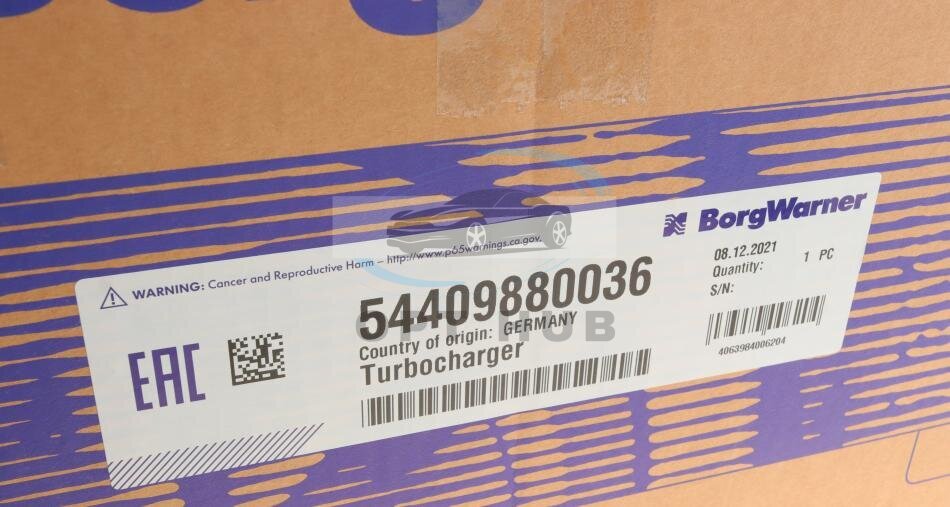 WARNING: Cancer and Reproductive Harm – http://www.p65warnings.ca.gov.
BorgWarner
08.12.2021
Quantity: 1 PC
S/N:
54409880036
Country of origin: GERMANY
Turbocharger
EAC
4063984006204
HUB